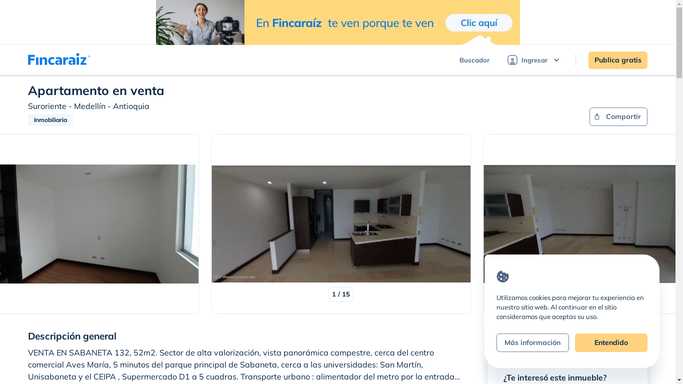 En Fincaraíz te ven porque te ven
Clic aquí
Fincaraiz
Buscador
Ingresar
Publica gratis
Apartamento en venta
Suroriente - Medellín - Antioquia
Inmobiliaria
Compartir
1 / 15
Utilizamos cookies para mejorar tu experiencia en
nuestro sitio web. Al continuar en el sitio
consideramos que aceptas su uso.
Más información
Entendido
Descripción general
VENTA EN SABANETA 132, 52m2. Sector de alta valorización, vista panorámica campestre, cerca del centro
comercial Aves María, 5 minutos del parque principal de Sabaneta, cerca a las universidades: San Martín,
Unisabaneta y el CEIPA , Supermercado D1 a 5 cuadras. Transporte urbano : alimentador del metro por la entrada...
¿Te interesó este inmueble?